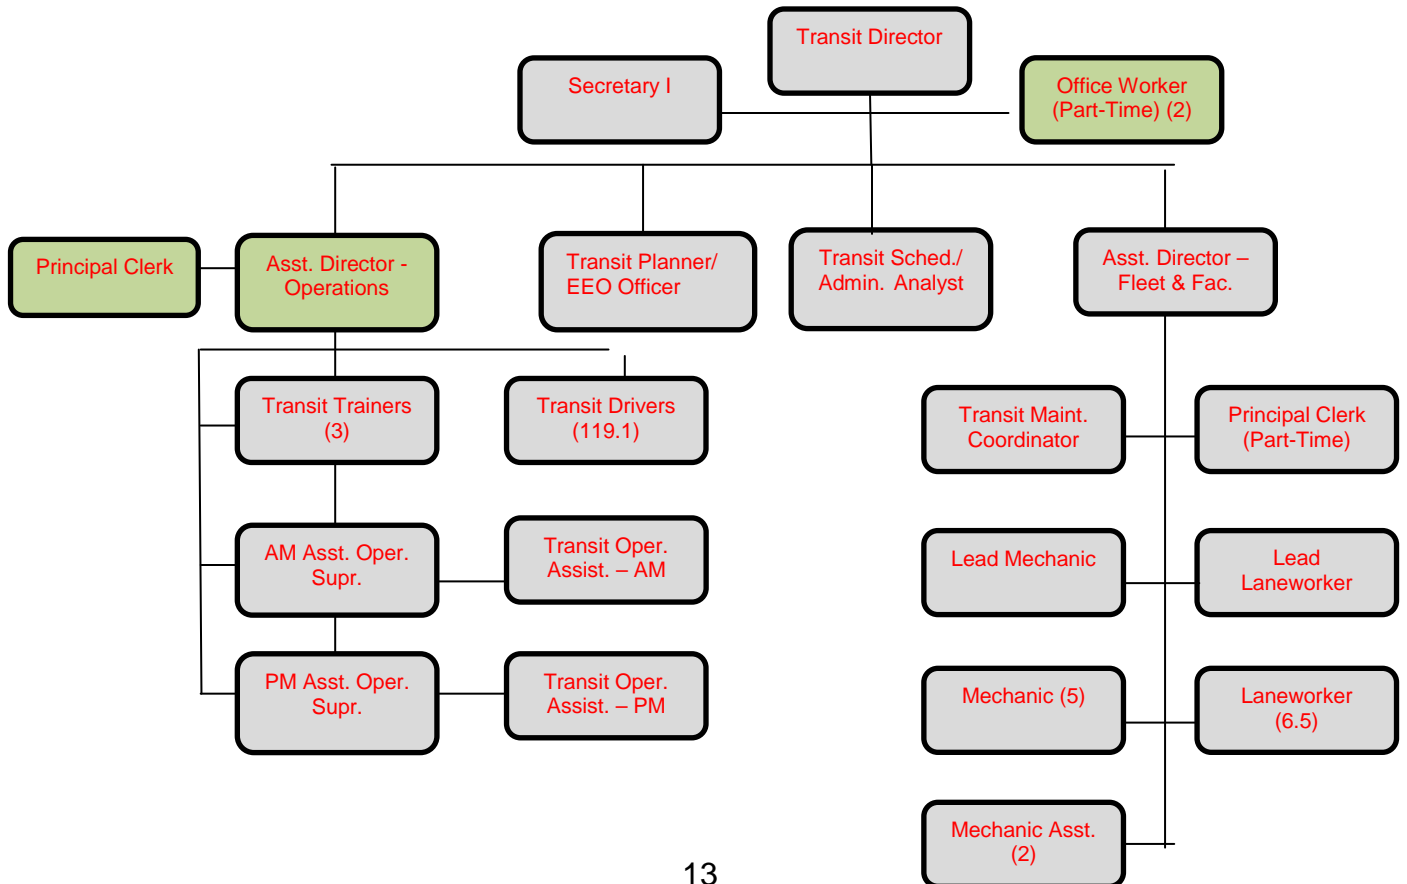 Transit Director
Secretary I
Office Worker
(Part-Time) (2)
Principal Clerk
Asst. Director -
Operations
Transit Planner/
EEO Officer
Transit Sched./
Admin. Analyst
Asst. Director –
Fleet & Fac.
Transit Trainers
(3)
Transit Drivers
(119.1)
Transit Maint.
Coordinator
Principal Clerk
(Part-Time)
AM Asst. Oper.
Supr.
Transit Oper.
Assist. – AM
Lead Mechanic
Lead
Laneworker
PM Asst. Oper.
Supr.
Transit Oper.
Assist. – PM
Mechanic (5)
Laneworker
(6.5)
Mechanic Asst.
(2)
13